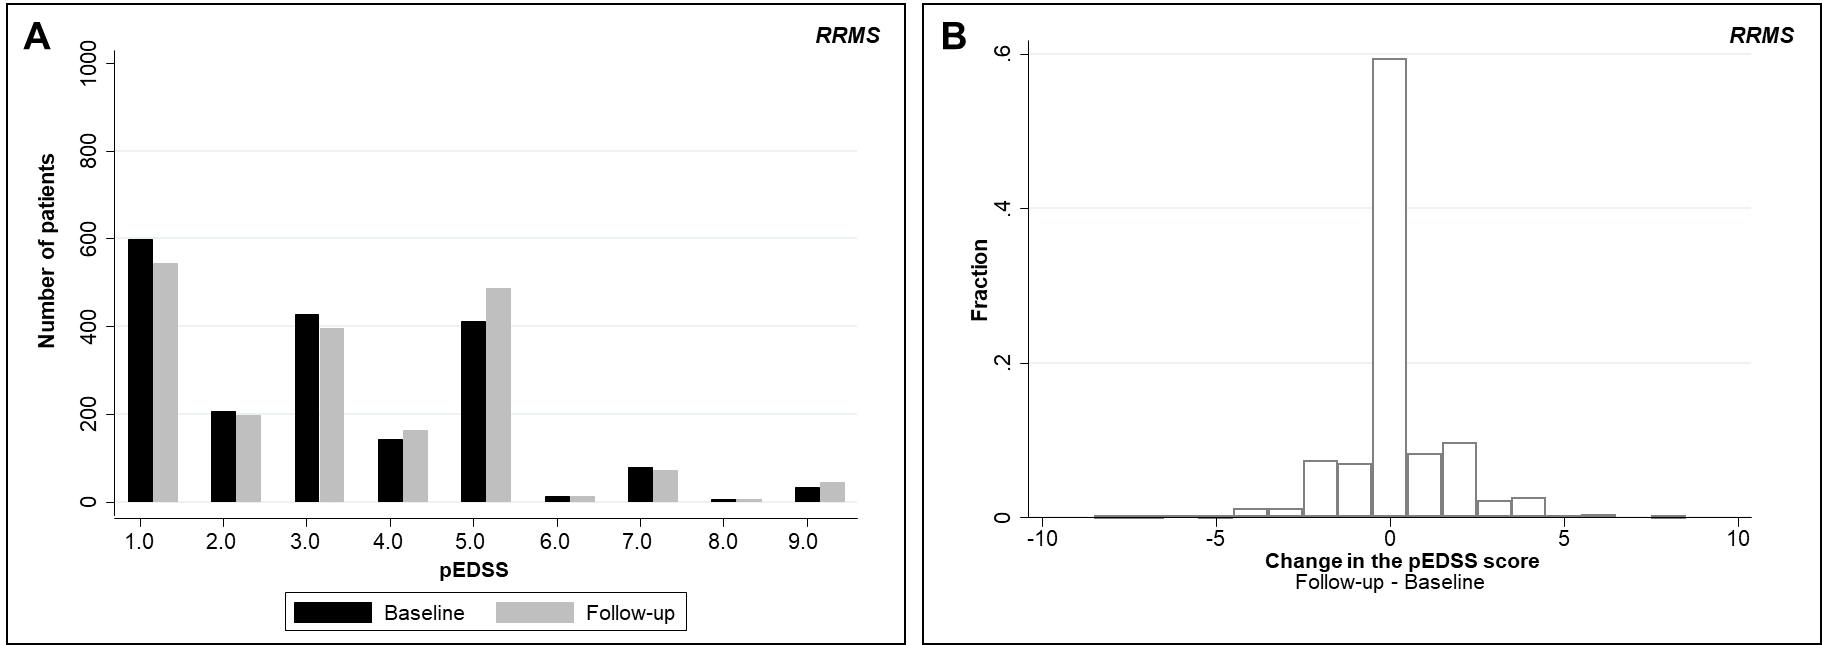 A
RRMS
Number of patients
1000
800
600
400
200
0
1.0 2.0 3.0 4.0 5.0 6.0 7.0 8.0 9.0
pEDSS
Baseline Follow-up
B
RRMS
Fraction
.6
.4
.2
0
-10 -5 0 5 10
Change in the pEDSS score
Follow-up - Baseline